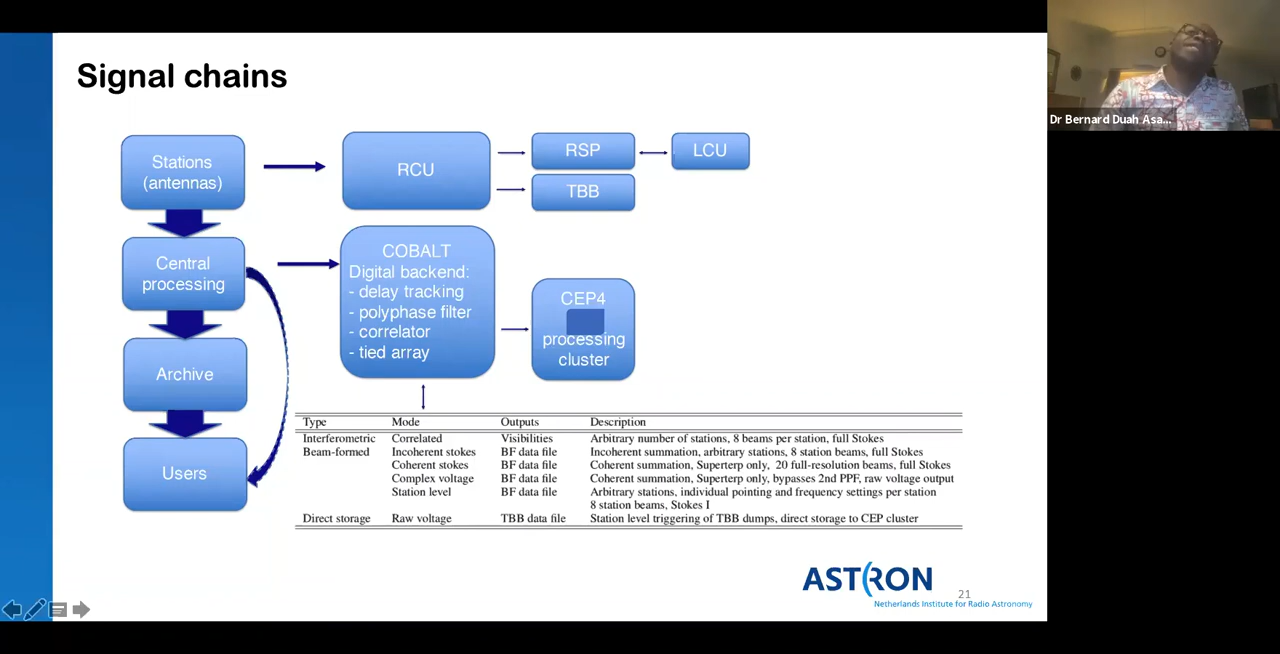 Signal chains
Dr Bernard Duah Asa...
Stations
(antennas)
RCU
RSP
LCU
TBB
Central
processing
COBALT
Digital backend:
- delay tracking
- polyphase filter
- correlator
- tied array
CEP4
processing
cluster
Archive
Users
Type Mode Outputs Description
Interferometric Correlated Visibilities Arbitrary number of stations, 8 beams per station, full Stokes
Beam-formed Incoherent stokes BF data file Incoherent summation, arbitrary stations, 8 station beams, full Stokes
Coherent stokes BF data file Coherent summation, Superterp only, 20 full-resolution beams, full Stokes
Complex voltage BF data file Coherent summation, Superterp only, bypasses 2nd PPF, raw voltage output
Station level BF data file Arbitrary stations, individual pointing and frequency settings per station
8 station beams, Stokes I
Direct storage Raw voltage TBB data file Station level triggering of TBB dumps, direct storage to CEP cluster
ASTRON
Netherlands Institute for Radio Astronomy
21